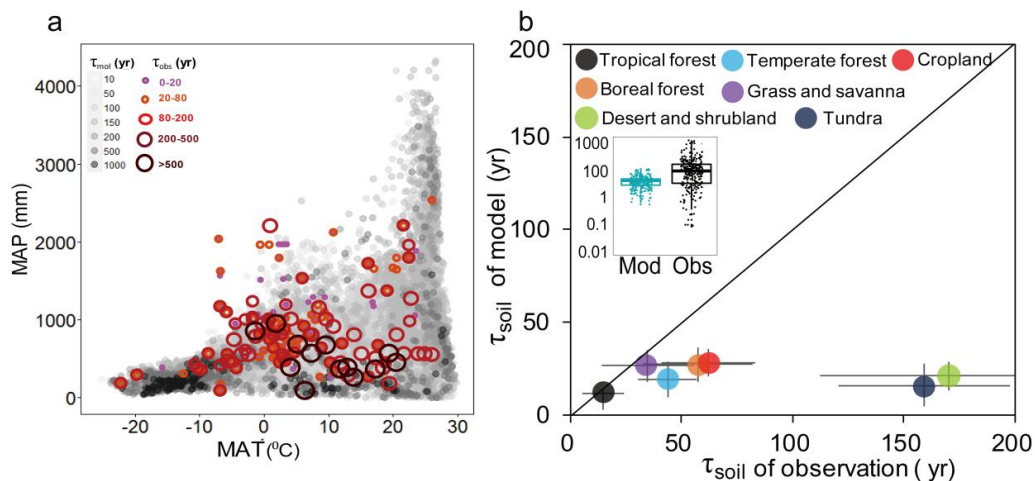 a
τmol (yr) τobs (yr)
10 0-20
50 20-80
100 80-200
150 200-500
200 >500
500
1000
MAP (mm)
4000
3000
2000
1000
0
-20 -10 0 10 20 30
MAT (°C)
b
τsoil of model (yr)
200
150
100
50
0
Tropical forest Temperate forest Cropland
Boreal forest Grass and savanna
Desert and shrubland Tundra
1000
100
1
0.1
0.01
Mod Obs
0 50 100 150 200
τsoil of observation ( yr)